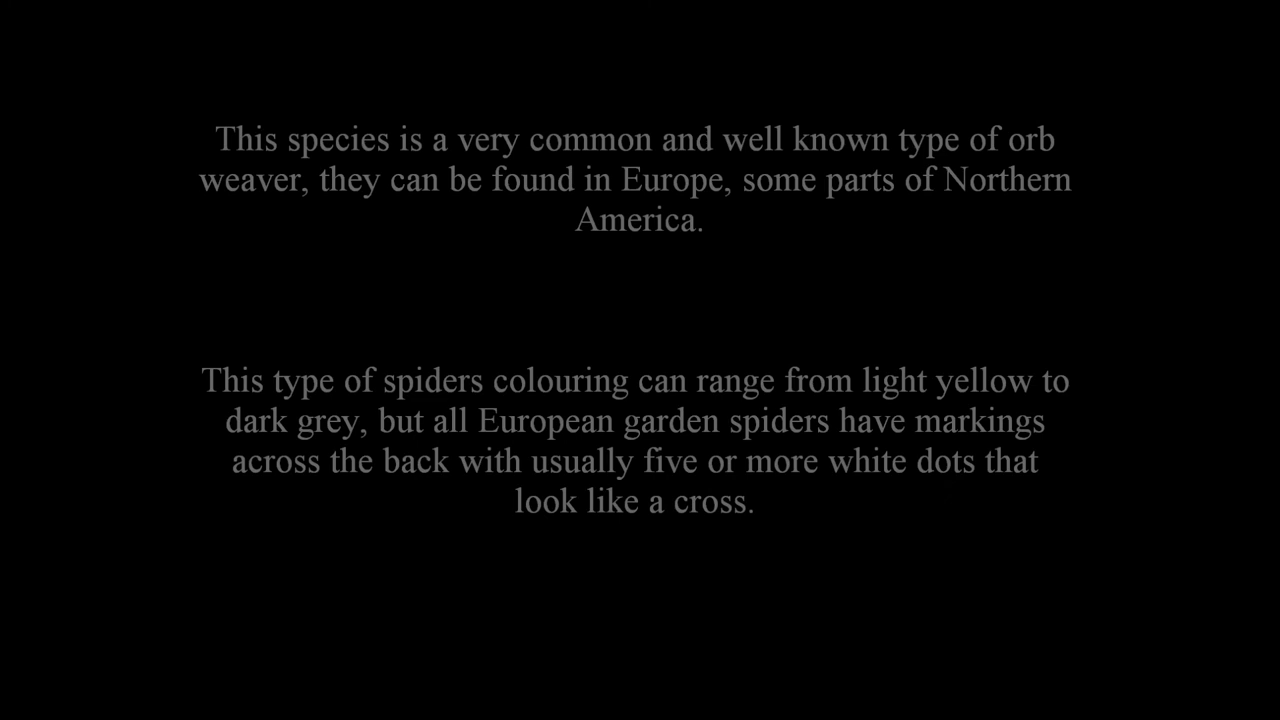 This species is a very common and well known type of orb
weaver, they can be found in Europe, some parts of Northern
America.
This type of spiders colouring can range from light yellow to
dark grey, but all European garden spiders have markings
across the back with usually five or more white dots that
look like a cross.